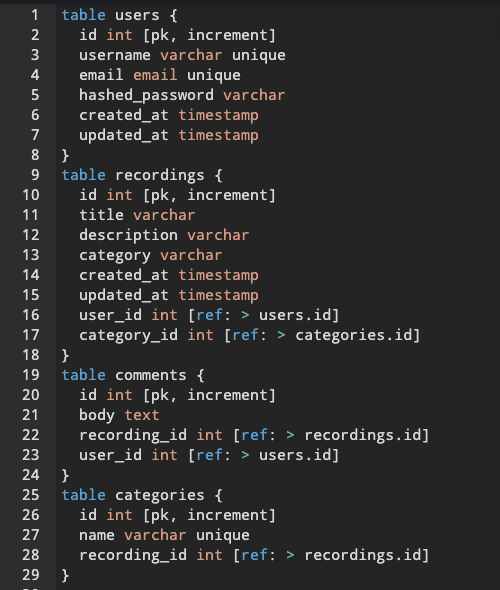 1 table users {
2   id int [pk, increment]
3   username varchar unique
4   email email unique
5   hashed_password varchar
6   created_at timestamp
7   updated_at timestamp
8 }
9 table recordings {
10   id int [pk, increment]
11   title varchar
12   description varchar
13   category varchar
14   created_at timestamp
15   updated_at timestamp
16   user_id int [ref: > users.id]
17   category_id int [ref: > categories.id]
18 }
19 table comments {
20   id int [pk, increment]
21   body text
22   recording_id int [ref: > recordings.id]
23   user_id int [ref: > users.id]
24 }
25 table categories {
26   id int [pk, increment]
27   name varchar unique
28   recording_id int [ref: > recordings.id]
29 }